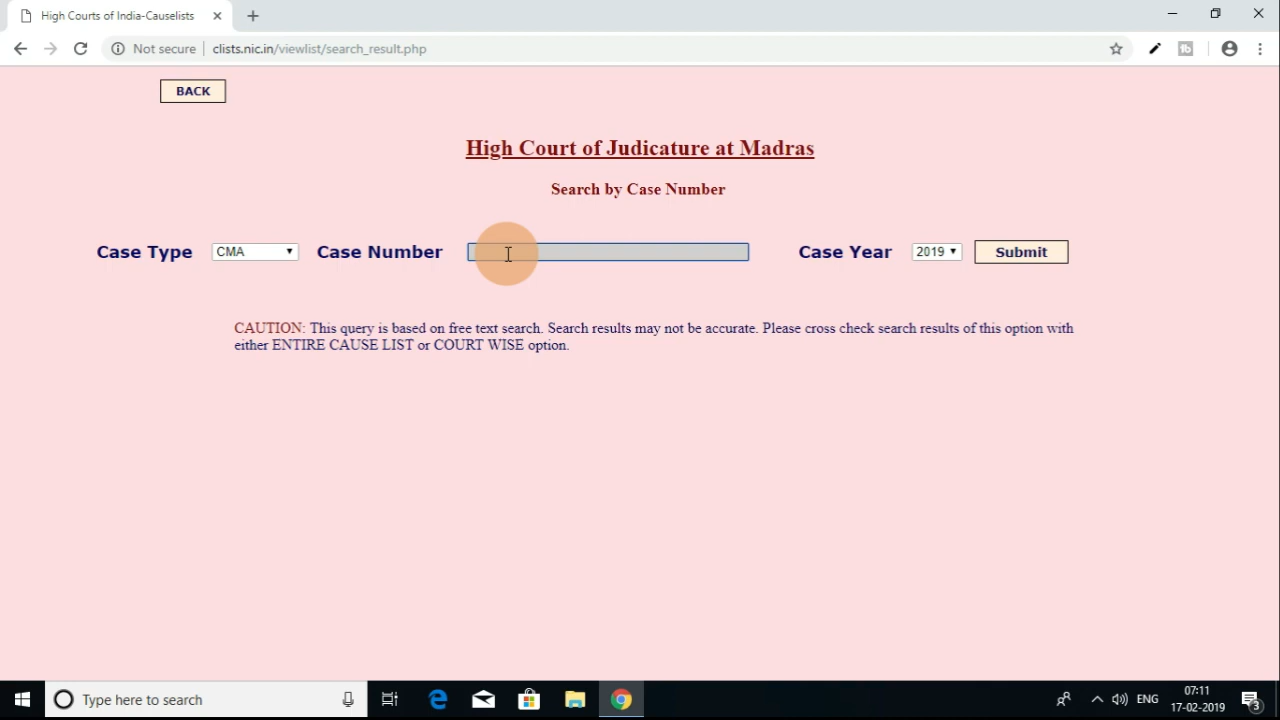 High Courts of India-Causelists
Not secure clists.nic.in/viewlist/search_result.php
BACK
High Court of Judicature at Madras
Search by Case Number
Case Type CMA Case Number Case Year 2019 Submit
CAUTION: This query is based on free text search. Search results may not be accurate. Please cross check search results of this option with
either ENTIRE CAUSE LIST or COURT WISE option.
Type here to search
ENG
07:11
17-02-2019
3